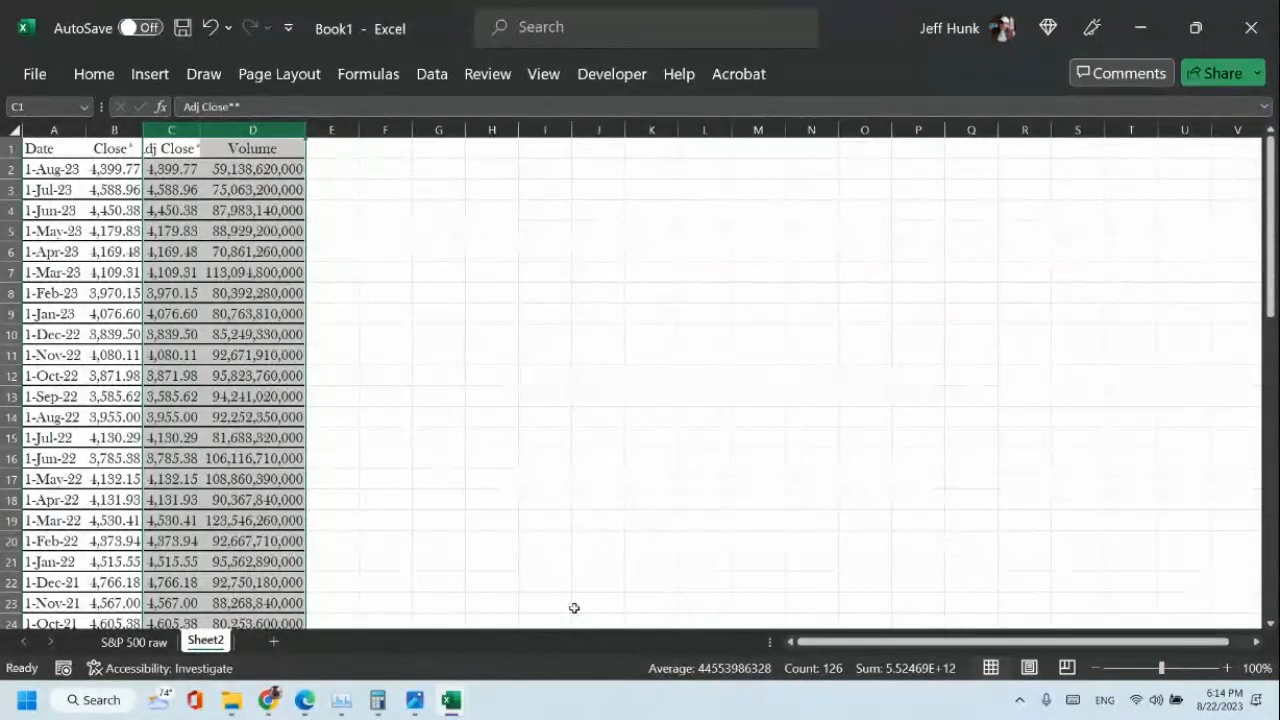 AutoSave Off Book1 - Excel Search Jeff Hunk
File Home Insert Draw Page Layout Formulas Data Review View Developer Help Acrobat Comments Share
C1 fx Adj Close**
A B C D E F G H I J K L M N O P Q R S T U V
1 Date Close* dj Close* Volume
2 1-Aug-23 4,399.77 4,399.77 59,138,620,000
3 1-Jul-23 4,588.96 4,588.96 75,063,200,000
4 1-Jun-23 4,450.38 4,450.38 87,983,140,000
5 1-May-23 4,179.83 4,179.83 88,929,200,000
6 1-Apr-23 4,169.48 4,169.48 70,861,260,000
7 1-Mar-23 4,109.31 4,109.31 113,094,800,000
8 1-Feb-23 3,970.15 3,970.15 80,392,280,000
9 1-Jan-23 4,076.60 4,076.60 80,763,810,000
10 1-Dec-22 3,839.50 3,839.50 85,249,330,000
11 1-Nov-22 4,080.11 4,080.11 92,671,910,000
12 1-Oct-22 3,871.98 3,871.98 95,823,760,000
13 1-Sep-22 3,585.62 3,585.62 94,241,020,000
14 1-Aug-22 3,955.00 3,955.00 92,252,350,000
15 1-Jul-22 4,130.29 4,130.29 81,688,320,000
16 1-Jun-22 3,785.38 3,785.38 106,116,710,000
17 1-May-22 4,132.15 4,132.15 108,860,390,000
18 1-Apr-22 4,131.93 4,131.93 90,367,840,000
19 1-Mar-22 4,530.41 4,530.41 123,546,260,000
20 1-Feb-22 4,373.94 4,373.94 92,667,710,000
21 1-Jan-22 4,515.55 4,515.55 95,562,890,000
22 1-Dec-21 4,766.18 4,766.18 92,750,180,000
23 1-Nov-21 4,567.00 4,567.00 88,268,840,000
24 1-Oct-21 4,605.38 4,605.38 80,253,600,000
S&P 500 raw Sheet2
Ready Accessibility: Investigate Average: 44553986328 Count: 126 Sum: 5.52469E+12 100%
Search 74° ENG 6:14 PM
8/22/2023